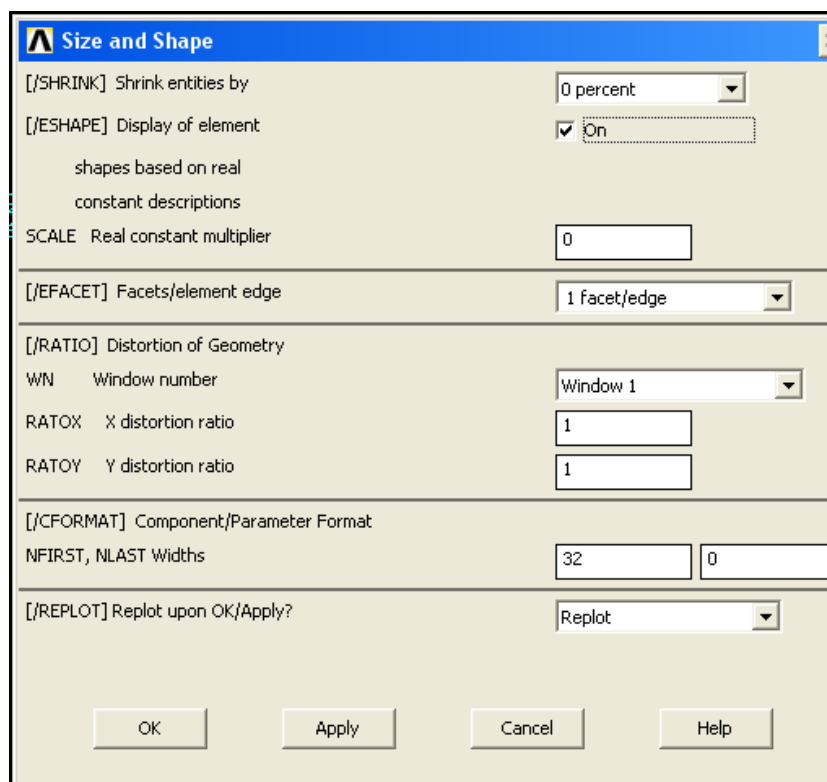 Size and Shape
[/SHRINK] Shrink entities by 0 percent
[/ESHAPE] Display of element On
shapes based on real
constant descriptions
SCALE Real constant multiplier 0
[/EFACET] Facets/element edge 1 facet/edge
[/RATIO] Distortion of Geometry
WN Window number Window 1
RATOX X distortion ratio 1
RATOY Y distortion ratio 1
[/CFORMAT] Component/Parameter Format
NFIRST, NLAST Widths 32 0
[/REPLOT] Replot upon OK/Apply? Replot
OK Apply Cancel Help